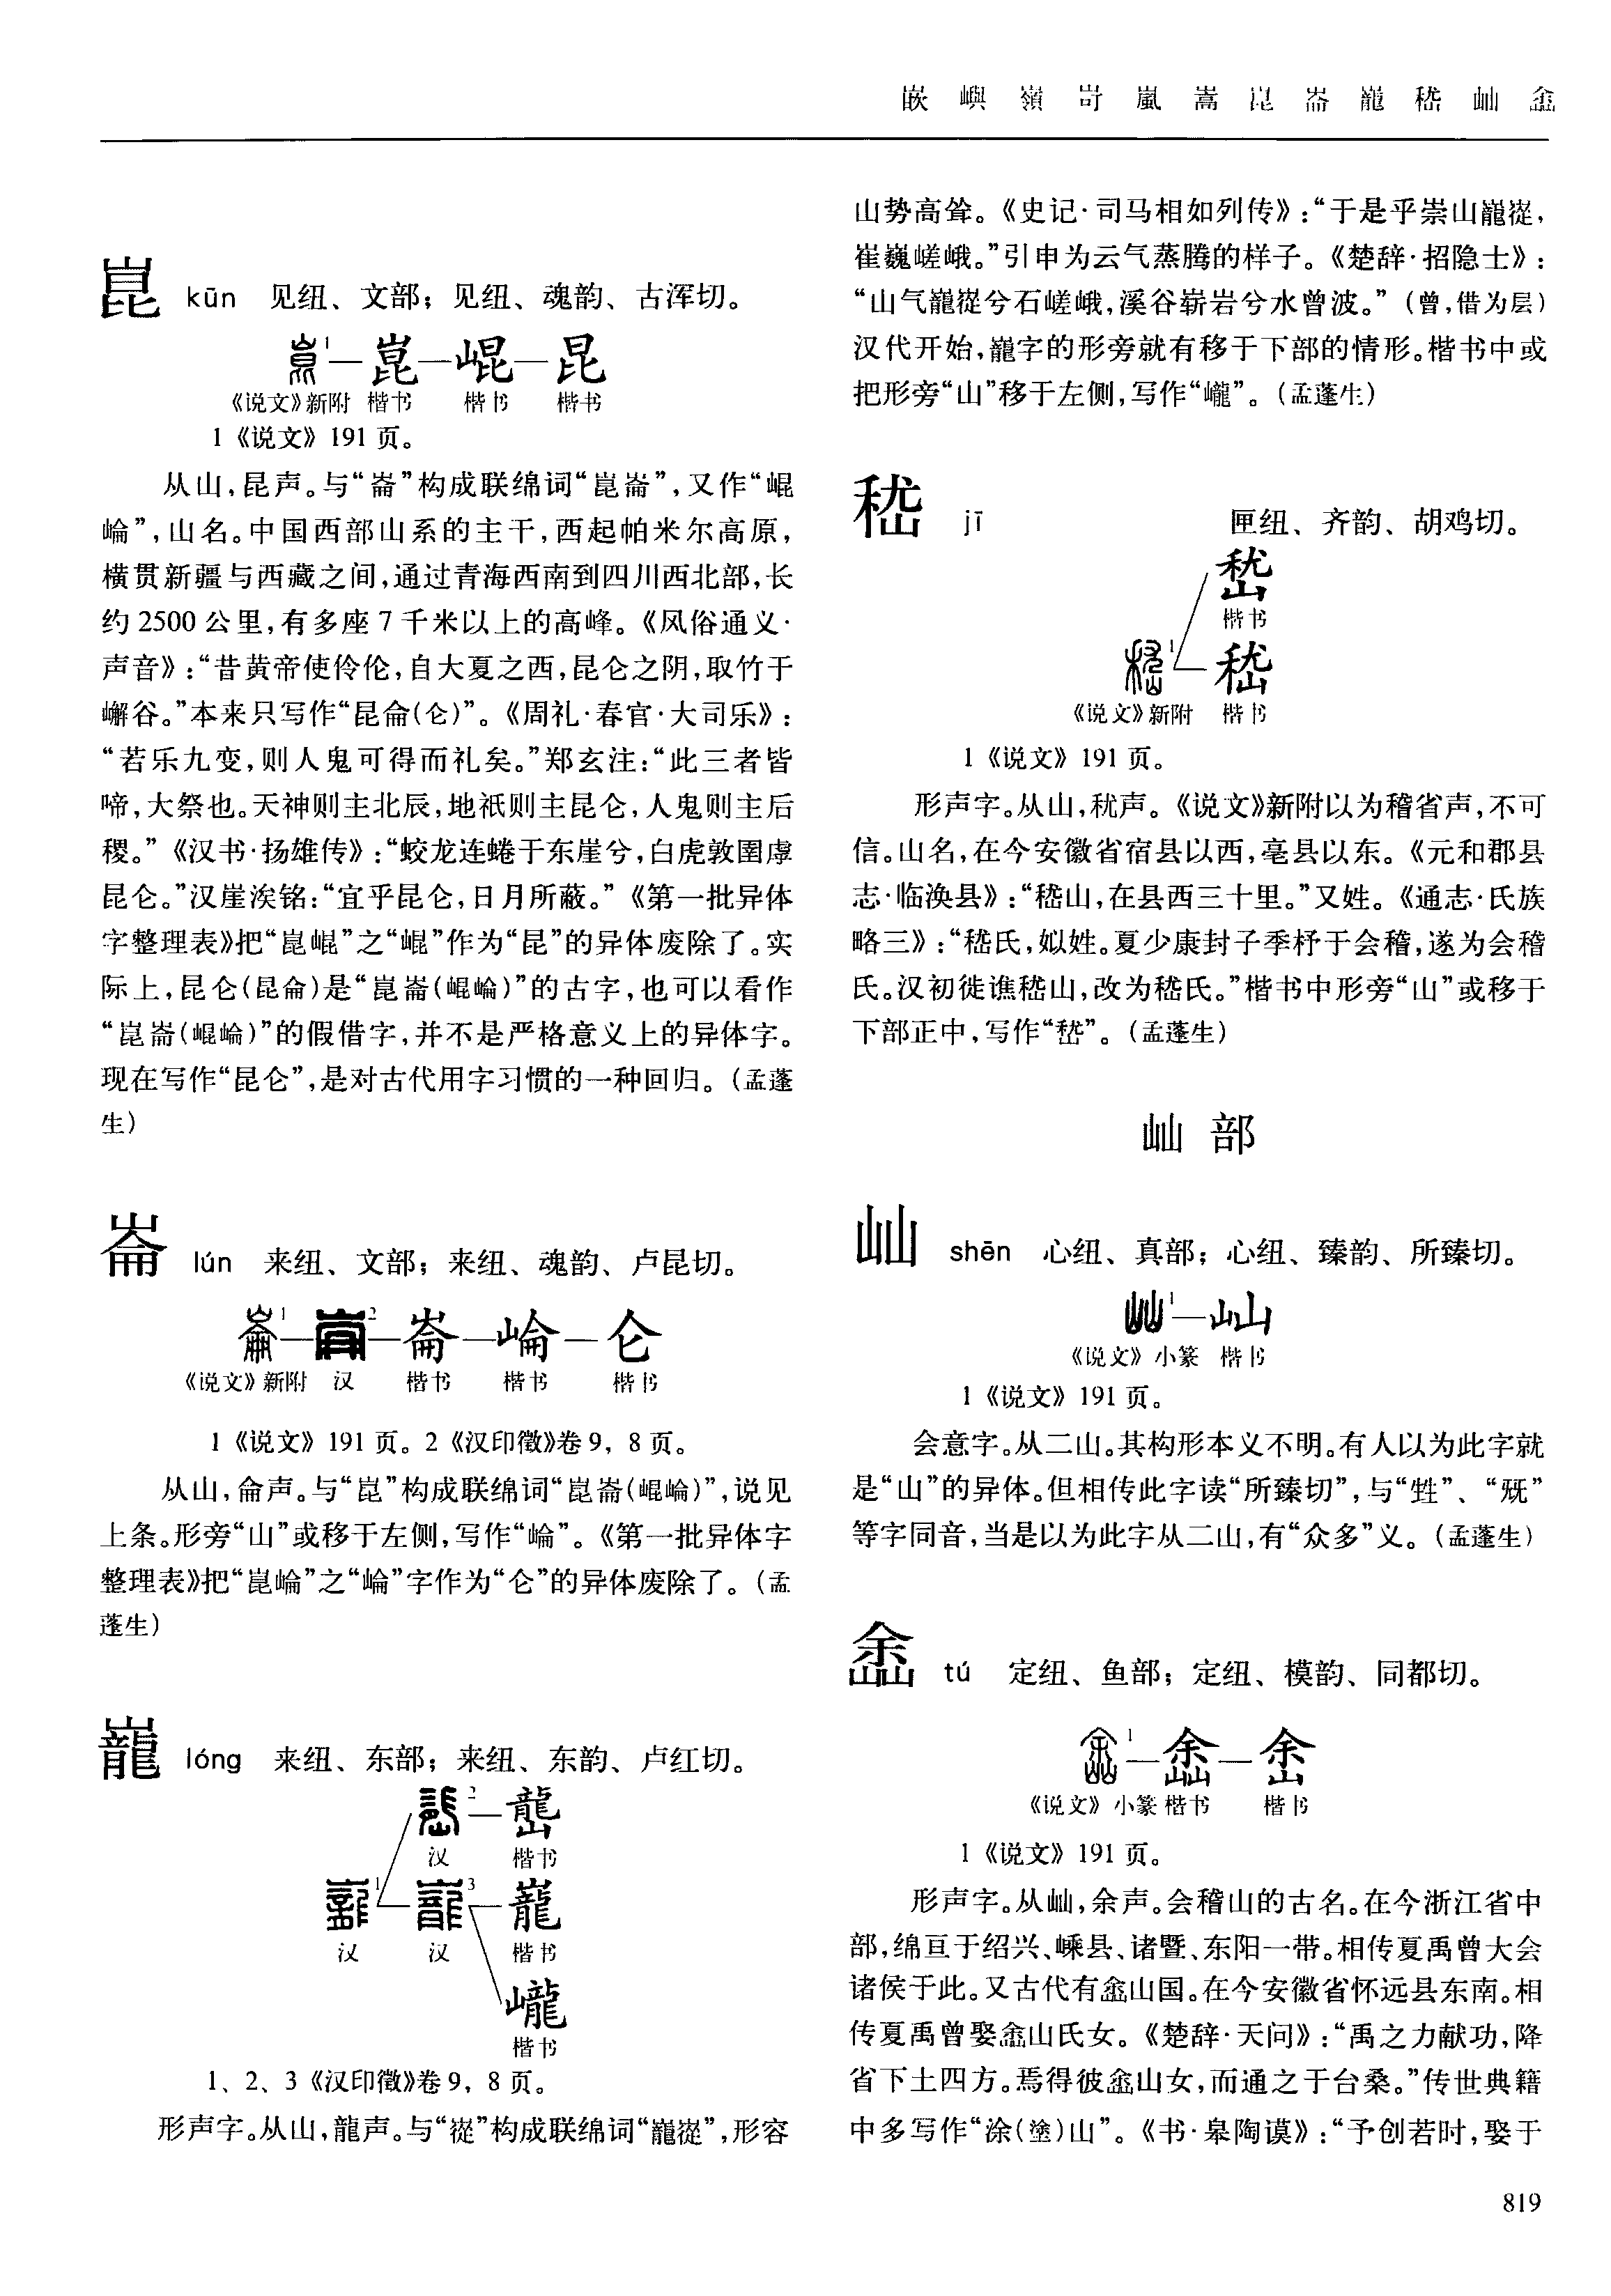 嵌 嶼 嶺 岢 嵐 嵩 崑 崙 巃 嵇 屾 嵞
崑 kūn 见纽、文部；见纽、魂韵、古浑切。
1—崑—崐—昆
《说文》新附 楷书 楷书 楷书
1《说文》191 页。
从山，昆声。与“崙”构成联绵词“崑崙”，又作“崐
崘”，山名。中国西部山系的主干，西起帕米尔高原，
横贯新疆与西藏之间，通过青海西南到四川西北部，长
约 2500 公里，有多座 7 千米以上的高峰。《风俗通义·
声音》：“昔黄帝使伶伦，自大夏之西，昆仑之阴，取竹于
嶰谷。”本来只写作“昆侖(仑)”。《周礼·春官·大司乐》：
“若乐九变，则人鬼可得而礼矣。”郑玄注：“此三者皆
啼，大祭也。天神则主北辰，地祇则主昆仑，人鬼则主后
稷。”《汉书·扬雄传》：“蛟龙连蜷于东崖兮，白虎敦圉虖
昆仑。”汉崖涘铭：“宜乎昆仑，日月所蔽。”《第一批异体
字整理表》把“崑崐”之“崐”作为“昆”的异体废除了。实
际上，昆仑(昆侖)是“崑崙(崐崘)”的古字，也可以看作
“崑崙(崐崘)”的假借字，并不是严格意义上的异体字。
现在写作“昆仑”，是对古代用字习惯的一种回归。(孟蓬
生)
崙 lún 来纽、文部；来纽、魂韵、卢昆切。
1—2—崙—崘—仑
《说文》新附 汉 楷书 楷书 楷书
1《说文》191 页。2《汉印徵》卷 9，8 页。
从山，侖声。与“崑”构成联绵词“崑崙(崐崘)”，说见
上条。形旁“山”或移于左侧，写作“崘”。《第一批异体字
整理表》把“崑崘”之“崘”字作为“仑”的异体废除了。(孟
蓬生)
巃 lóng 来纽、东部；来纽、东韵、卢红切。
2—
汉 楷书
1—3—巃
汉 汉 楷书
巄
楷书
1、2、3《汉印徵》卷 9，8 页。
形声字。从山，龍声。与“嵸”构成联绵词“巃嵸”，形容
山势高耸。《史记·司马相如列传》：“于是乎崇山巃嵸，
崔巍嵯峨。”引申为云气蒸腾的样子。《楚辞·招隐士》：
“山气巃嵸兮石嵯峨，溪谷崭岩兮水曾波。”(曾，借为层)
汉代开始，巃字的形旁就有移于下部的情形。楷书中或
把形旁“山”移于左侧，写作“巄”。(孟蓬生)
嵇 jī 匣纽、齐韵、胡鸡切。
楷书
1—嵇
《说文》新附 楷书
1《说文》191 页。
形声字。从山，𥝌声。《说文》新附以为稽省声，不可
信。山名，在今安徽省宿县以西，亳县以东。《元和郡县
志·临涣县》：“嵇山，在县西三十里。”又姓。《通志·氏族
略三》：“嵇氏，姒姓。夏少康封子季杼于会稽，遂为会稽
氏。汉初徙谯嵇山，改为嵇氏。”楷书中形旁“山”或移于
下部正中，写作“”。(孟蓬生)
屾 部
屾 shēn 心纽、真部；心纽、臻韵、所臻切。
1—屾
《说文》小篆 楷书
1《说文》191 页。
会意字。从二山。其构形本义不明。有人以为此字就
是“山”的异体。但相传此字读“所臻切”，与“甡”、“兟”
等字同音，当是以为此字从二山，有“众多”义。(孟蓬生)
嵞 tú 定纽、鱼部；定纽、模韵、同都切。
1—嵞—峹
《说文》小篆 楷书 楷书
1《说文》191 页。
形声字。从屾，余声。会稽山的古名。在今浙江省中
部，绵亘于绍兴、嵊县、诸暨、东阳一带。相传夏禹曾大会
诸侯于此。又古代有嵞山国。在今安徽省怀远县东南。相
传夏禹曾娶嵞山氏女。《楚辞·天问》：“禹之力献功，降
省下土四方。焉得彼嵞山女，而通之于台桑。”传世典籍
中多写作“涂(塗)山”。《书·皋陶谟》：“予创若时，娶于
819